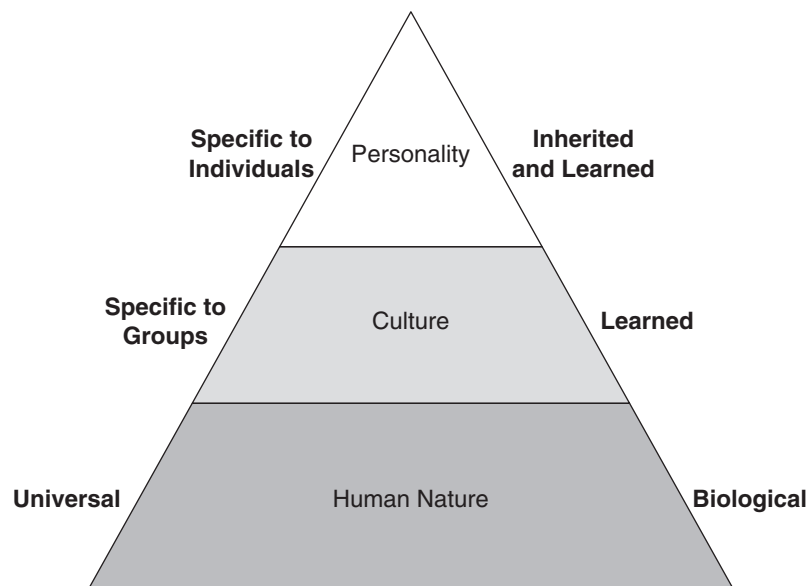 Specific to
Individuals
Personality
Inherited
and Learned
Specific to
Groups
Culture
Learned
Universal
Human Nature
Biological